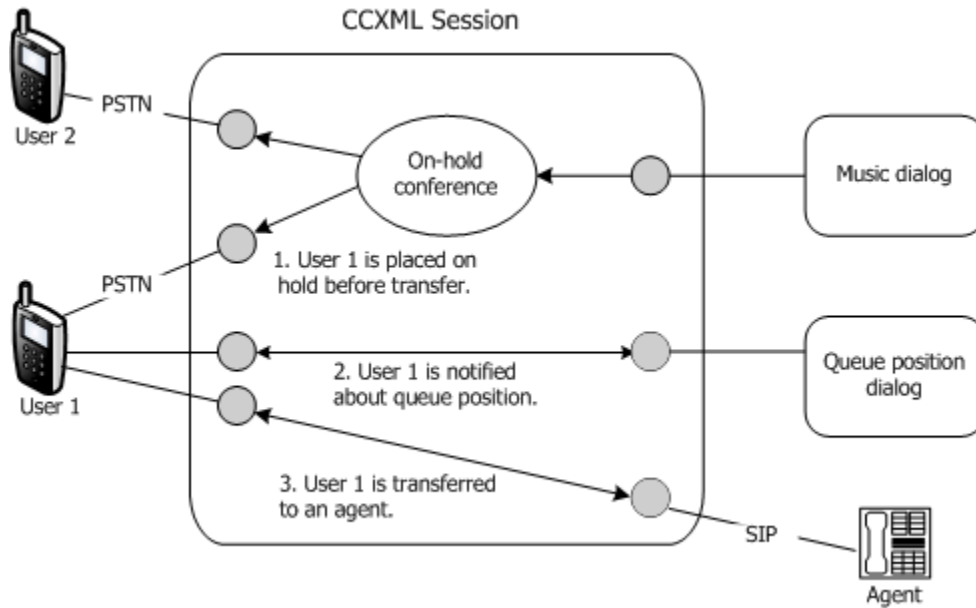 CCXML Session
PSTN
User 2
On-hold
conference
Music dialog
1. User 1 is placed on
hold before transfer.
PSTN
User 1
2. User 1 is notified
about queue position.
Queue position
dialog
3. User 1 is transferred
to an agent.
SIP
Agent